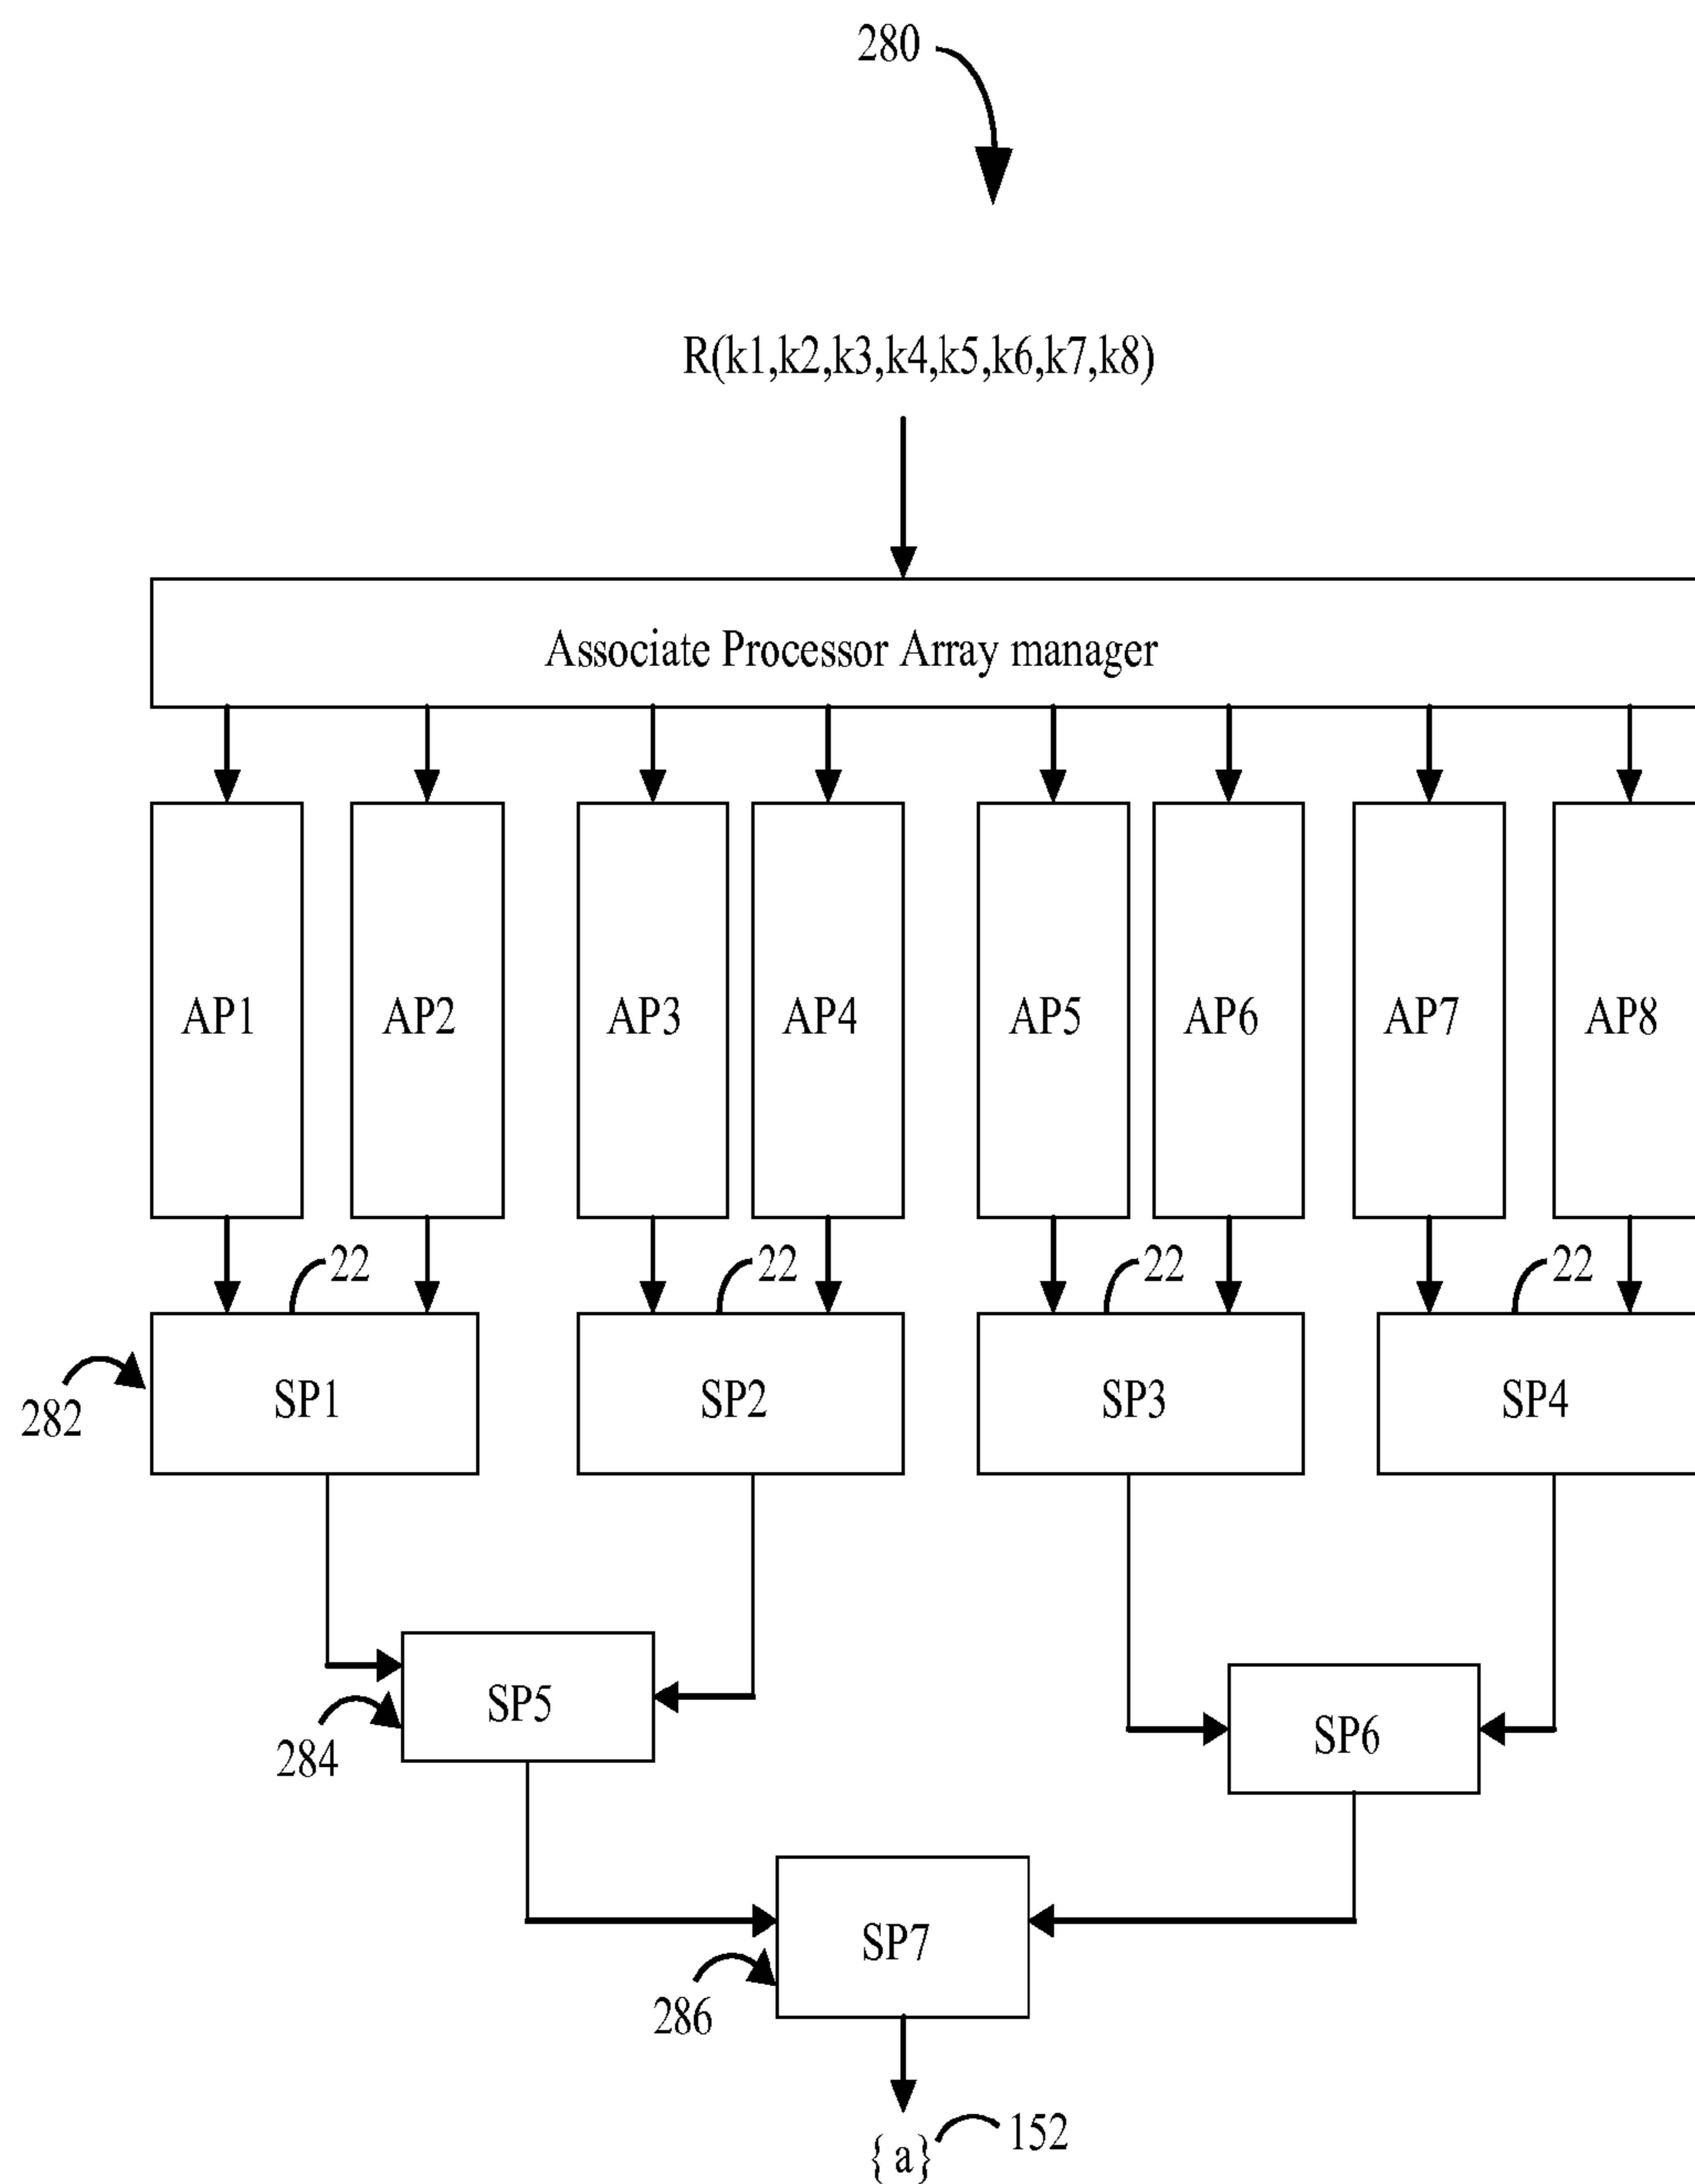 280
R(k1,k2,k3,k4,k5,k6,k7,k8)
Associate Processor Array manager
AP1 AP2 AP3 AP4 AP5 AP6 AP7 AP8
22 22 22 22
282 SP1 SP2 SP3 SP4
SP5 SP6
284
SP7
286
{a} 152